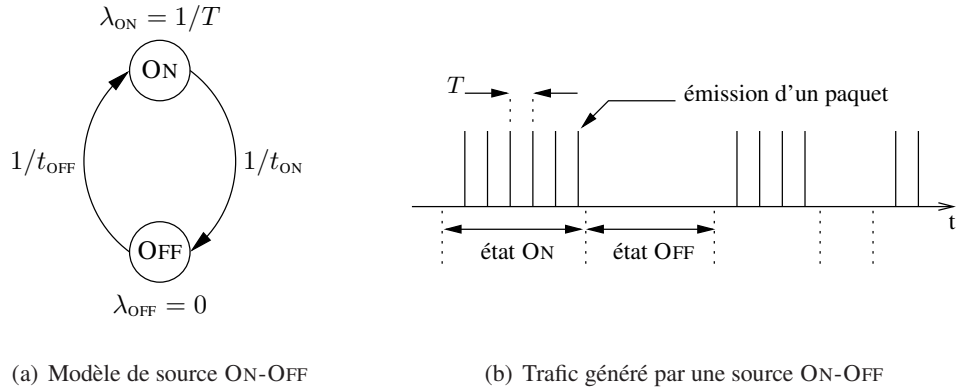 λON = 1/T
ON
1/tOFF
1/tON
OFF
λOFF = 0
(a) Modèle de source ON-OFF
T
émission d'un paquet
t
état ON
état OFF
(b) Trafic généré par une source ON-OFF